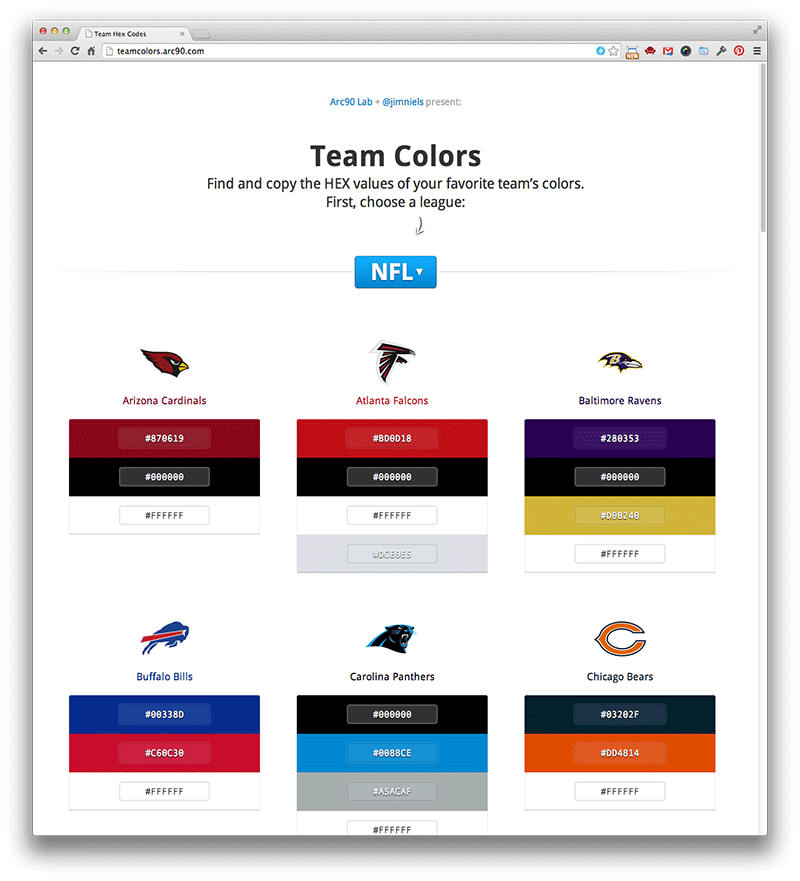 Team Hex Codes
teamcolors.arc90.com
NEW
Arc90 Lab + @jimniels present:
Team Colors
Find and copy the HEX values of your favorite team’s colors.
First, choose a league:
NFL ▾
Arizona Cardinals
#870619
#000000
#FFFFFF
Atlanta Falcons
#BD0D18
#000000
#FFFFFF
#DCE0E5
Baltimore Ravens
#280353
#000000
#D0B240
#FFFFFF
Buffalo Bills
#00338D
#C60C30
#FFFFFF
Carolina Panthers
#000000
#0088CE
#A5ACAF
#FFFFFF
Chicago Bears
#03202F
#DD4814
#FFFFFF